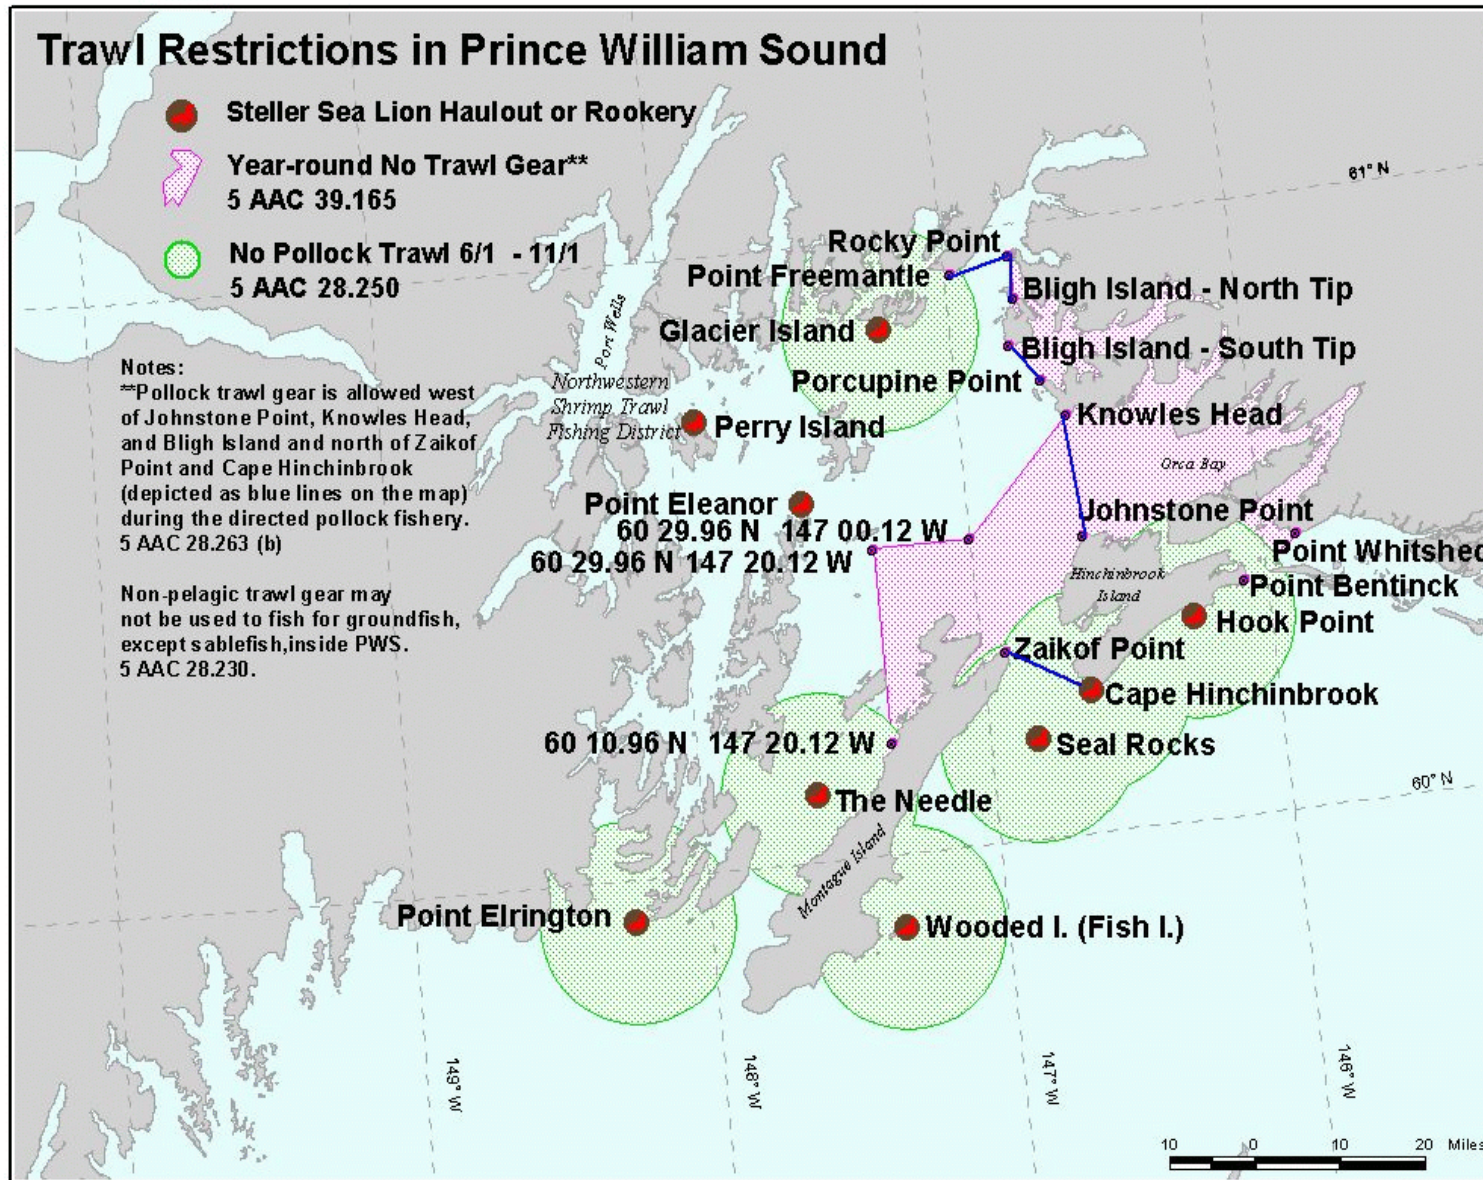 Trawl Restrictions in Prince William Sound
Steller Sea Lion Haulout or Rookery
Year-round No Trawl Gear**
5 AAC 39.165
No Pollock Trawl 6/1 - 11/1
5 AAC 28.250
Notes:
**Pollock trawl gear is allowed west
of Johnstone Point, Knowles Head,
and Bligh Island and north of Zaikof
Point and Cape Hinchinbrook
(depicted as blue lines on the map)
during the directed pollock fishery.
5 AAC 28.263 (b)
Non-pelagic trawl gear may
not be used to fish for groundfish,
except sablefish,inside PWS.
5 AAC 28.230.
61° N
Rocky Point
Point Freemantle
Bligh Island - North Tip
Glacier Island
Bligh Island - South Tip
Porcupine Point
Port Wells
Northwestern
Shrimp Trawl
Fishing District
Perry Island
Knowles Head
Orca Bay
Point Eleanor
Johnstone Point
60 29.96 N 147 00.12 W
60 29.96 N 147 20.12 W
Point Whitshed
Hinchinbrook
Island
Point Bentinck
Hook Point
Zaikof Point
Cape Hinchinbrook
60 10.96 N 147 20.12 W
Seal Rocks
60° N
The Needle
Montague Island
Point Elrington
Wooded I. (Fish I.)
149° W
148° W
147° W
146° W
10 0 10 20 Miles